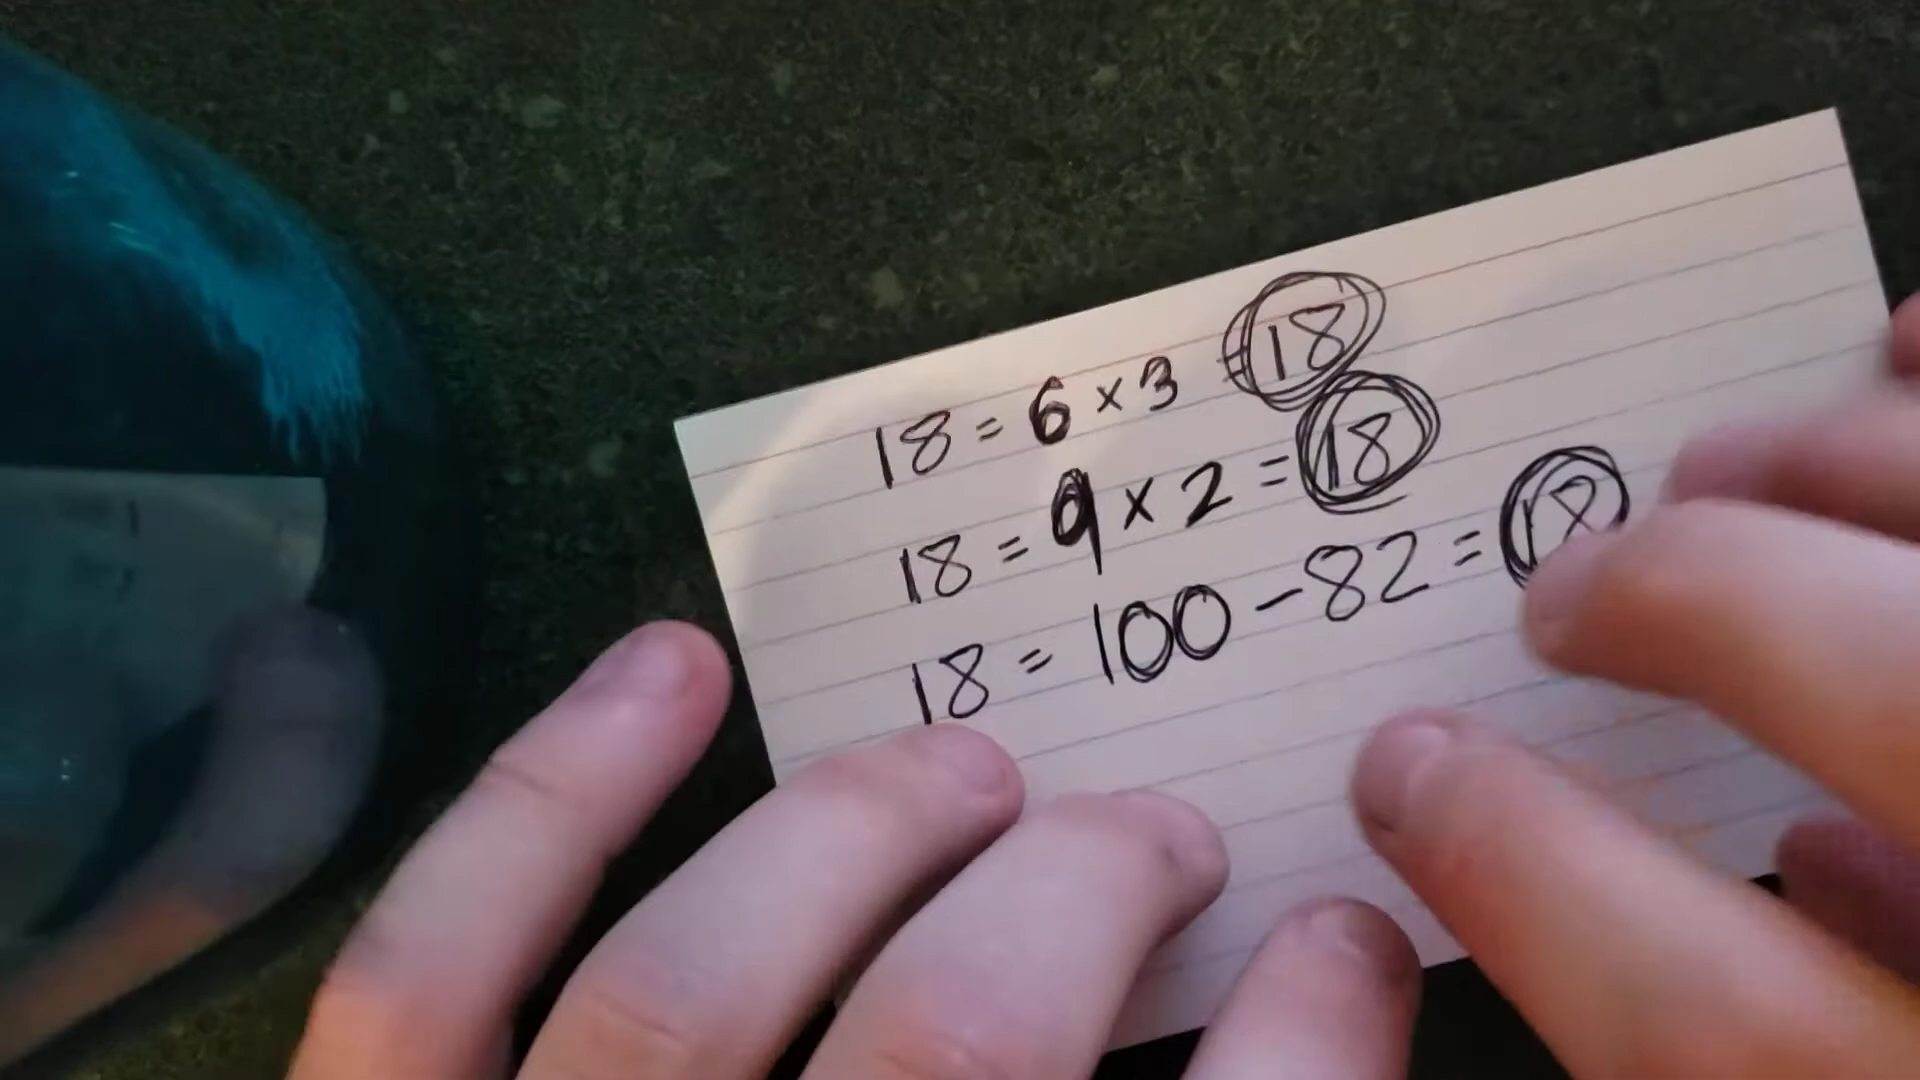 18 = 6 x 3 = 18
18 = 9 x 2 = 18
18 = 100 - 82 = 18